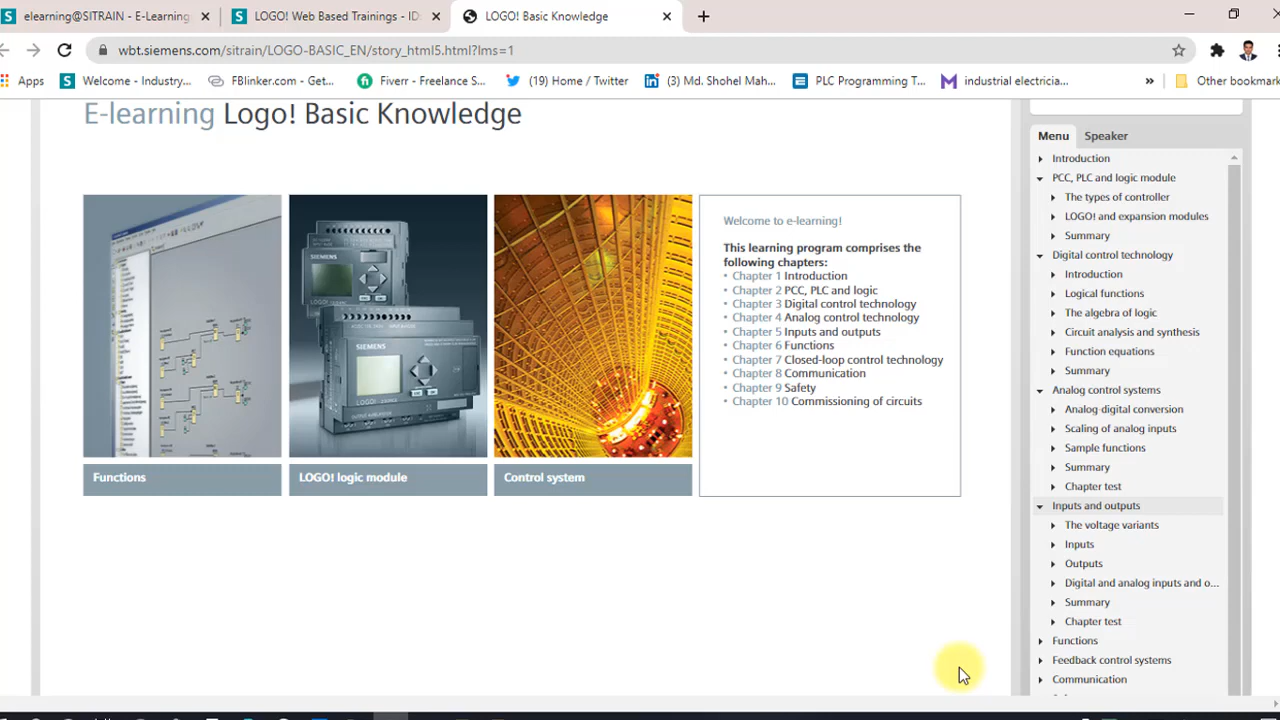 elearning@SITRAIN - E-Learning
LOGO! Web Based Trainings - ID:
LOGO! Basic Knowledge
wbt.siemens.com/sitrain/LOGO-BASIC_EN/story_html5.html?lms=1
Apps
Welcome - Industry...
FBlinker.com - Get...
Fiverr - Freelance S...
(19) Home / Twitter
(3) Md. Shohel Mah...
PLC Programming T...
industrial electricia...
»
Other bookmark
E-learning Logo! Basic Knowledge
Functions
SIEMENS
SIEMENS
LOGO!
LOGO! logic module
Control system
Welcome to e-learning!
This learning program comprises the
following chapters:
• Chapter 1 Introduction
• Chapter 2 PCC, PLC and logic
• Chapter 3 Digital control technology
• Chapter 4 Analog control technology
• Chapter 5 Inputs and outputs
• Chapter 6 Functions
• Chapter 7 Closed-loop control technology
• Chapter 8 Communication
• Chapter 9 Safety
• Chapter 10 Commissioning of circuits
Menu
Speaker
Introduction
PCC, PLC and logic module
The types of controller
LOGO! and expansion modules
Summary
Digital control technology
Introduction
Logical functions
The algebra of logic
Circuit analysis and synthesis
Function equations
Summary
Analog control systems
Analog-digital conversion
Scaling of analog inputs
Sample functions
Summary
Chapter test
Inputs and outputs
The voltage variants
Inputs
Outputs
Digital and analog inputs and o...
Summary
Chapter test
Functions
Feedback control systems
Communication